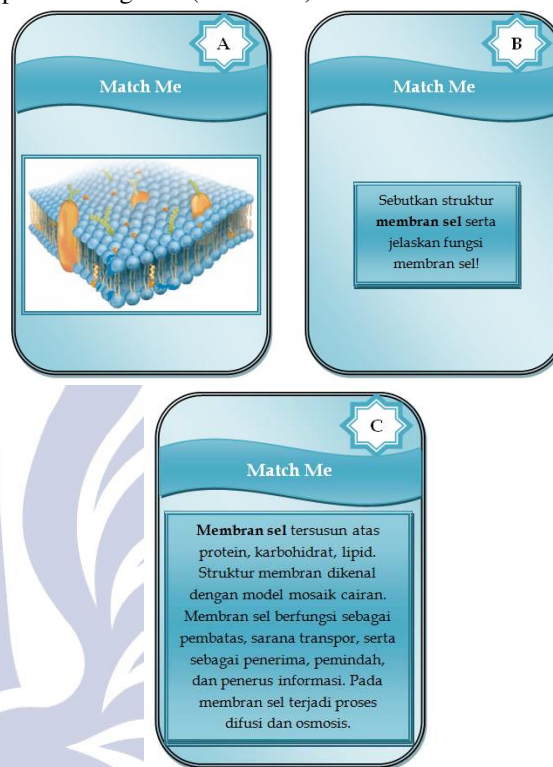 A
Match Me
B
Match Me
Sebutkan struktur
membran sel serta
jelaskan fungsi
membran sel!
C
Match Me
Membran sel tersusun atas
protein, karbohidrat, lipid.
Struktur membran dikenal
dengan model mosaik cairan.
Membran sel berfungsi sebagai
pembatas, sarana transpor, serta
sebagai penerima, pemindah,
dan penerus informasi. Pada
membran sel terjadi proses
difusi dan osmosis.